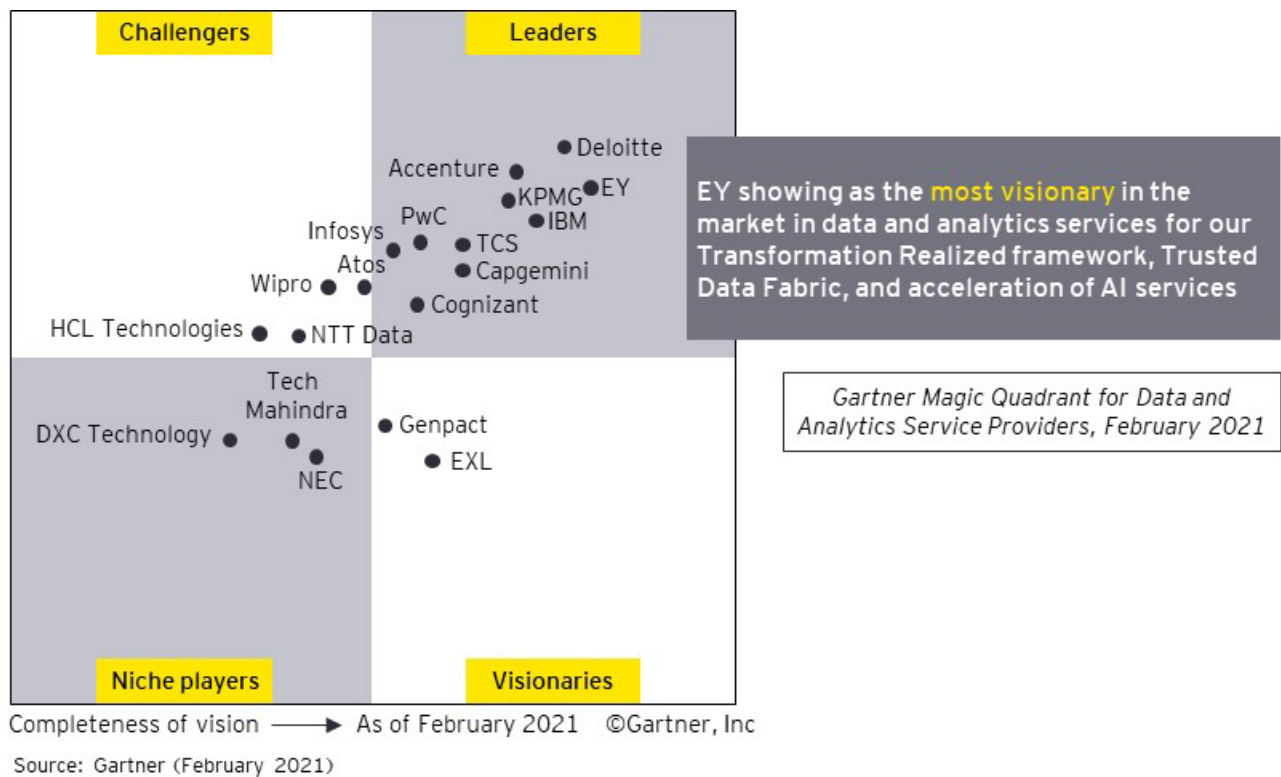 Challengers
Leaders
Deloitte
Accenture
EY
KPMG
IBM
PwC
Infosys
TCS
Atos
Capgemini
Wipro
Cognizant
HCL Technologies
NTT Data
Tech
Mahindra
DXC Technology
Genpact
NEC
EXL
Niche players
Visionaries
Completeness of vision
As of February 2021 ©Gartner, Inc
Source: Gartner (February 2021)
EY showing as the most visionary in the
market in data and analytics services for our
Transformation Realized framework, Trusted
Data Fabric, and acceleration of AI services
Gartner Magic Quadrant for Data and
Analytics Service Providers, February 2021